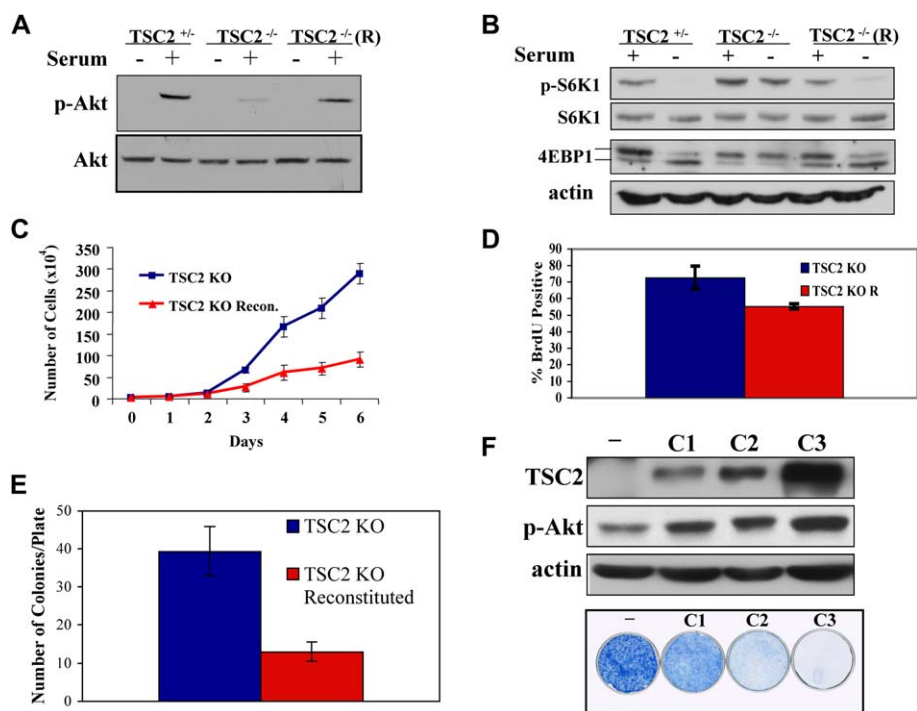 A
TSC2 +/- TSC2 -/- TSC2 -/- (R)
Serum - + - + - +
p-Akt
Akt
B
TSC2 +/- TSC2 -/- TSC2 -/- (R)
Serum + - + - + -
p-S6K1
S6K1
4EBP1
actin
C
Number of Cells (x10^4)
350
300
250
200
150
100
50
0
TSC2 KO
TSC2 KO Recon.
0 1 2 3 4 5 6
Days
D
% BrdU Positive
90
80
70
60
50
40
30
20
10
0
TSC2 KO
TSC2 KO R
E
Number of Colonies/Plate
50
40
30
20
10
0
TSC2 KO
TSC2 KO
Reconstituted
F
– C1 C2 C3
TSC2
p-Akt
actin
– C1 C2 C3